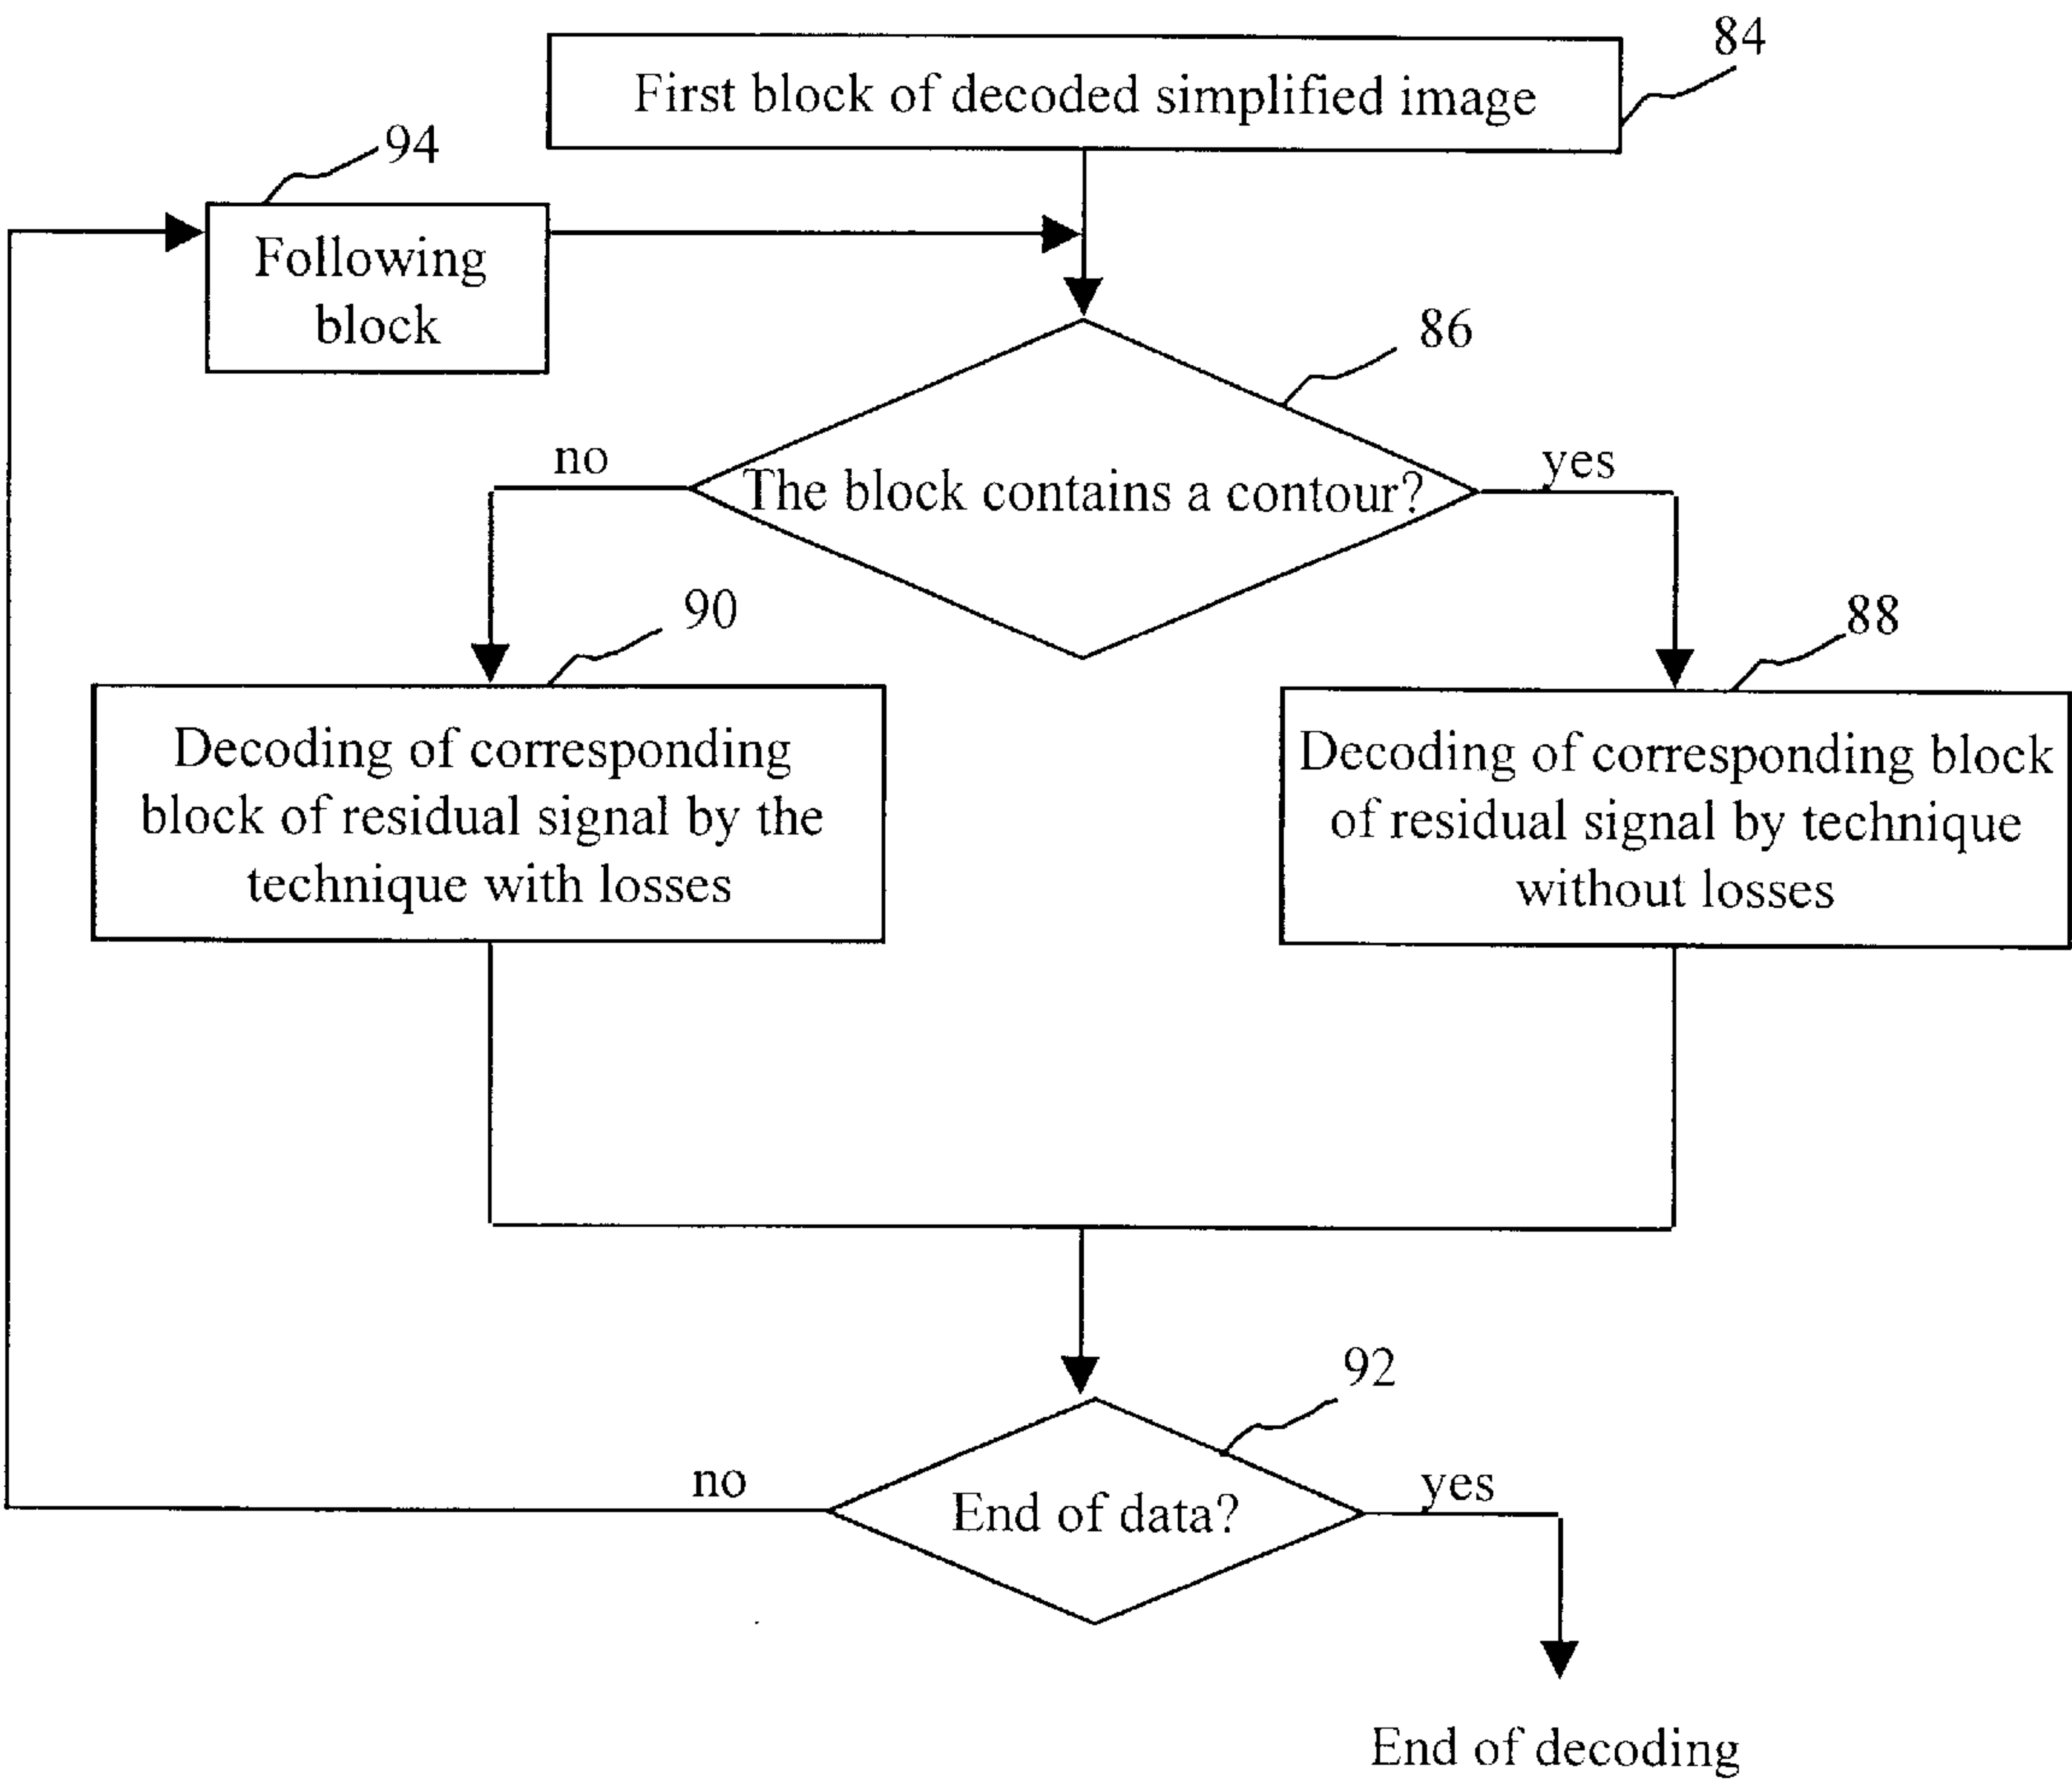 84
First block of decoded simplified image
94
Following
block
86
no
The block contains a contour?
yes
90
88
Decoding of corresponding
block of residual signal by the
technique with losses
Decoding of corresponding block
of residual signal by technique
without losses
92
no
End of data?
yes
End of decoding